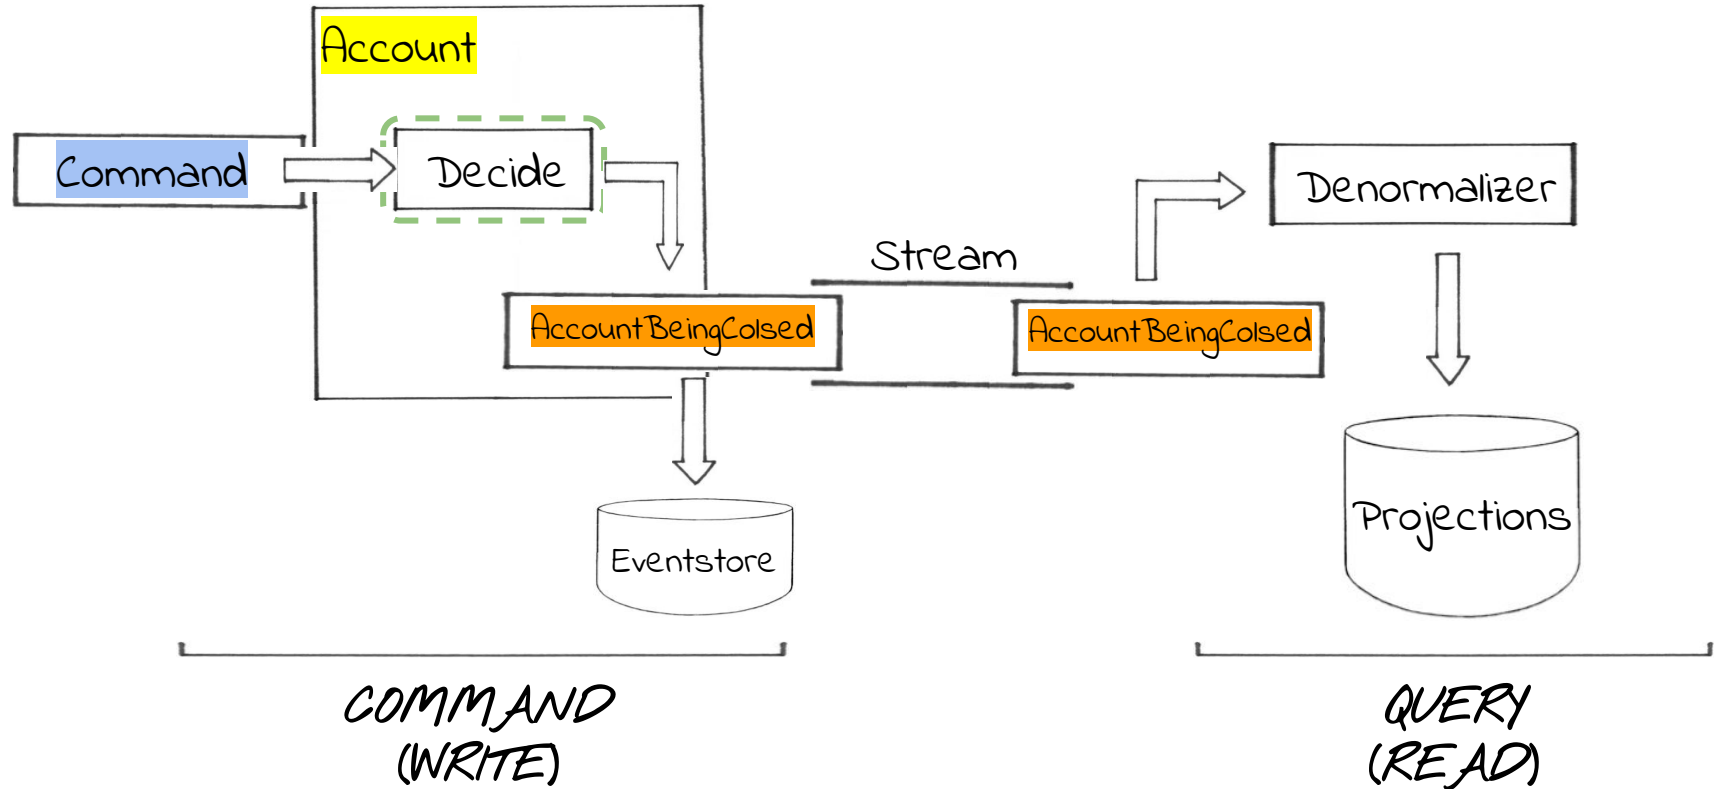 Account
Command
Decide
Denormalizer
Stream
AccountBeingColsed
AccountBeingColsed
Projections
Eventstore
COMMAND
(WRITE)
QUERY
(READ)